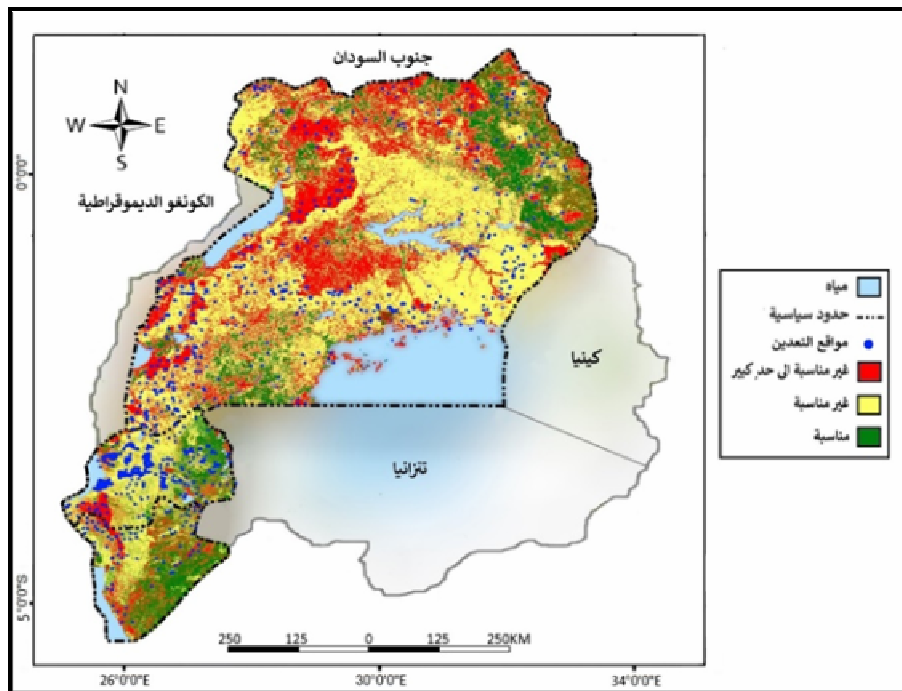 جنوب السودان
N
W E
S
0°0'0"
الكونغو الديموقراطية
مياه
حدود سياسية
مواقع التعدين
غير مناسبة الى حد كبير
غير مناسبة
مناسبة
كينيا
تنزانيا
5°0'0"S
250 125 0 125 250KM
26°0'0"E 30°0'0"E 34°0'0"E